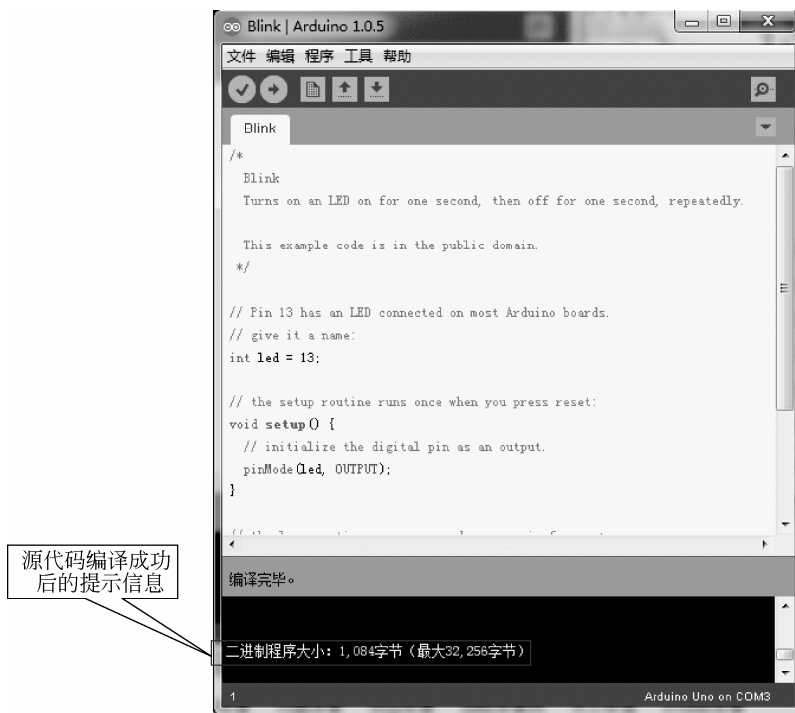 Blink | Arduino 1.0.5
文件 编辑 程序 工具 帮助
Blink
/*
Blink
Turns on an LED on for one second, then off for one second, repeatedly.
This example code is in the public domain.
*/
// Pin 13 has an LED connected on most Arduino boards.
// give it a name:
int led = 13;
// the setup routine runs once when you press reset:
void setup() {
// initialize the digital pin as an output.
pinMode(led, OUTPUT);
}
源代码编译成功
后的提示信息
编译完毕。
二进制程序大小：1,084字节（最大32,256字节）
1
Arduino Uno on COM3